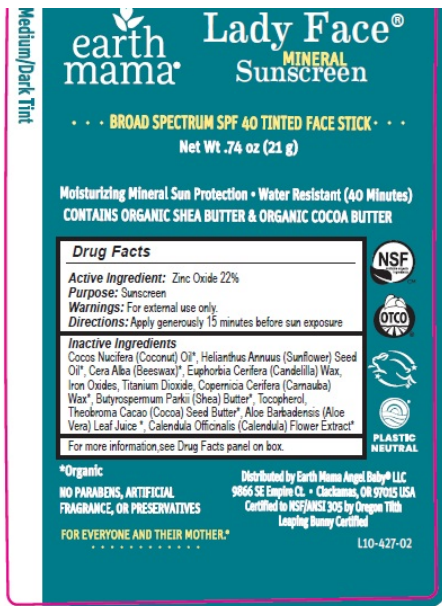 Medium/Dark Tint
earth
mama®
Lady Face®
MINERAL
Sunscreen
• • • BROAD SPECTRUM SPF 40 TINTED FACE STICK • • •
Net Wt .74 oz (21 g)
Moisturizing Mineral Sun Protection • Water Resistant (40 Minutes)
CONTAINS ORGANIC SHEA BUTTER & ORGANIC COCOA BUTTER
Drug Facts
Active Ingredient: Zinc Oxide 22%
Purpose: Sunscreen
Warnings: For external use only.
Directions: Apply generously 15 minutes before sun exposure
Inactive Ingredients
Cocos Nucifera (Coconut) Oil*, Helianthus Annuus (Sunflower) Seed
Oil*, Cera Alba (Beeswax)*, Euphorbia Cerifera (Candelilla) Wax,
Iron Oxides, Titanium Dioxide, Copernicia Cerifera (Carnauba)
Wax*, Butyrospermum Parkii (Shea) Butter*, Tocopherol,
Theobroma Cacao (Cocoa) Seed Butter*, Aloe Barbadensis (Aloe
Vera) Leaf Juice *, Calendula Officinalis (Calendula) Flower Extract*
For more information,see Drug Facts panel on box.
NSF
OTCO
PLASTIC
NEUTRAL
*Organic
NO PARABENS, ARTIFICIAL
FRAGRANCE, OR PRESERVATIVES
FOR EVERYONE AND THEIR MOTHER.®
Distributed by Earth Mama Angel Baby® LLC
9866 SE Empire Ct. • Clackamas, OR 97015 USA
Certified to NSF/ANSI 305 by Oregon Tilth
Leaping Bunny Certified
L10-427-02